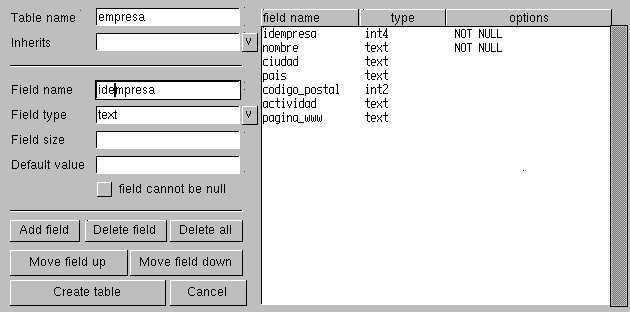 Table name empresa
Inherits V
Field name idempresa
Field type text V
Field size
Default value
field cannot be null
Add field Delete field Delete all
Move field up Move field down
Create table Cancel
field name type options
idempresa int4 NOT NULL
nombre text NOT NULL
ciudad text
pais text
codigo_postal int2
actividad text
pagina_www text